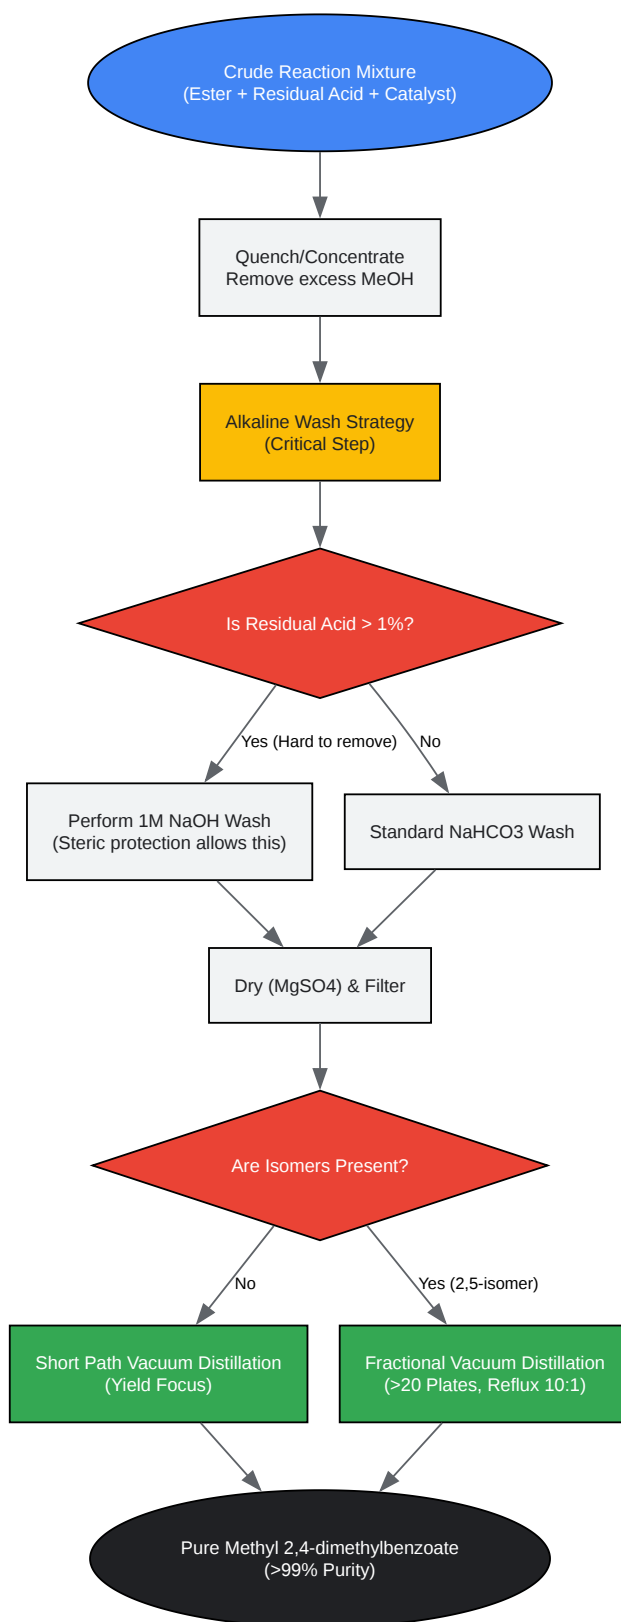 Crude Reaction Mixture
(Ester + Residual Acid + Catalyst)
Quench/Concentrate
Remove excess MeOH
Alkaline Wash Strategy
(Critical Step)
Is Residual Acid > 1%?
Yes (Hard to remove)
No
Perform 1M NaOH Wash
(Steric protection allows this)
Standard NaHCO3 Wash
Dry (MgSO4) & Filter
Are Isomers Present?
No
Yes (2,5-isomer)
Short Path Vacuum Distillation
(Yield Focus)
Fractional Vacuum Distillation
(>20 Plates, Reflux 10:1)
Pure Methyl 2,4-dimethylbenzoate
(>99% Purity)